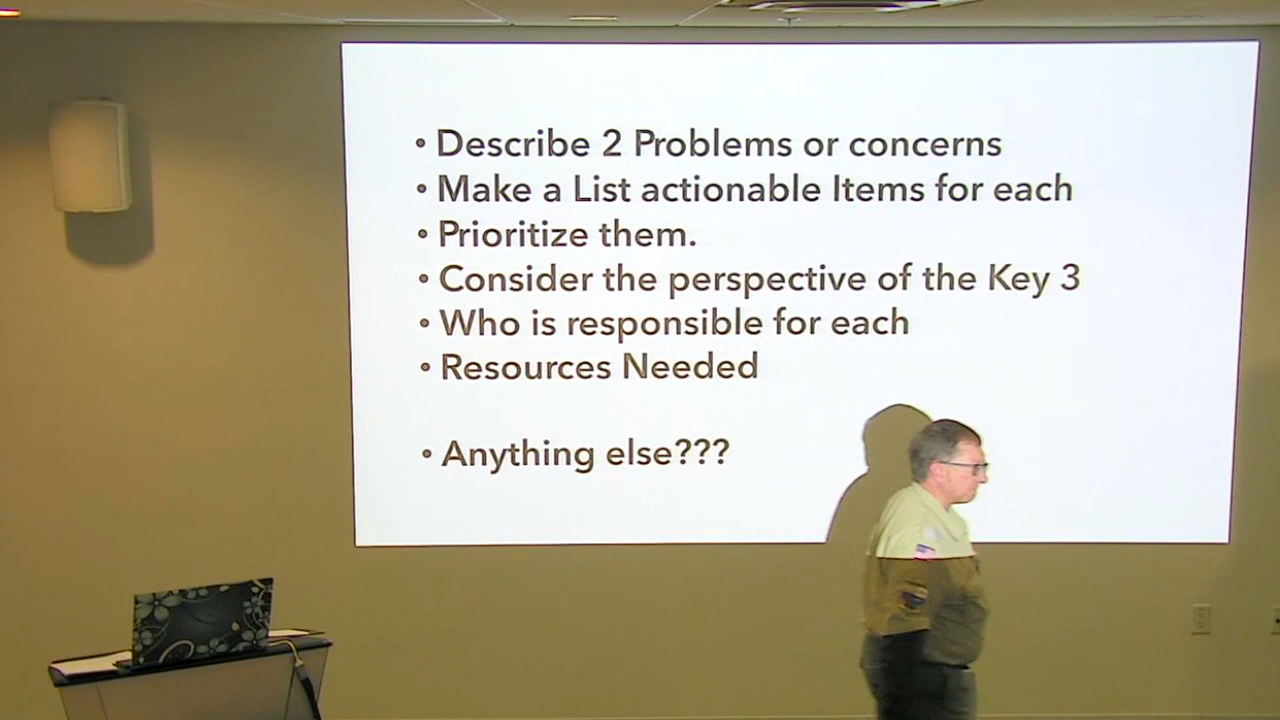 • Describe 2 Problems or concerns
• Make a List actionable Items for each
• Prioritize them.
• Consider the perspective of the Key 3
• Who is responsible for each
• Resources Needed
• Anything else???